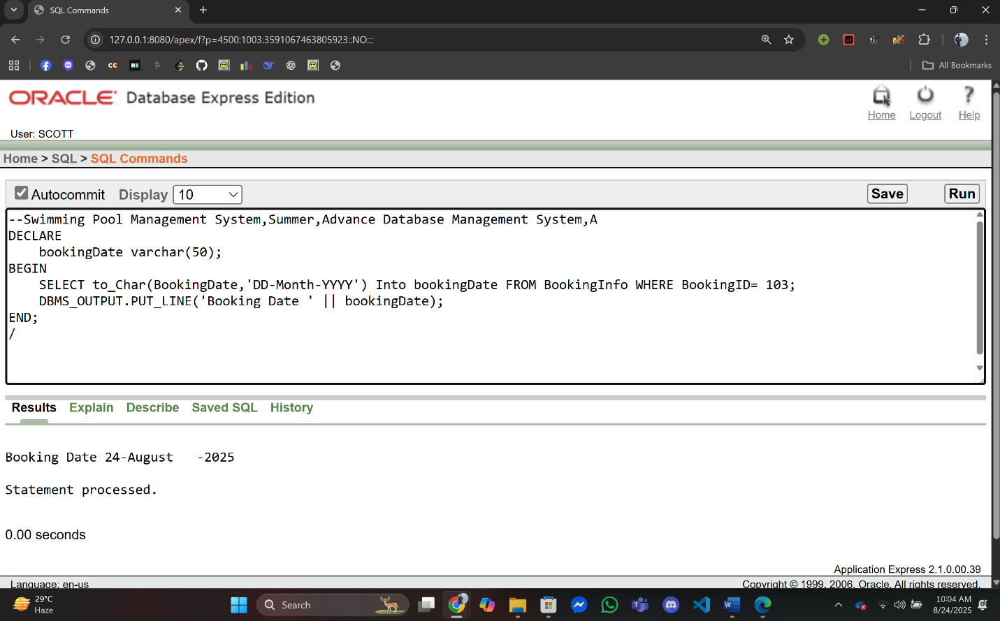 SQL Commands
127.0.0.1:8080/apex/f?p=4500:1003:3591067463805923::NO:::
All Bookmarks
ORACLE Database Express Edition
Home Logout Help
User: SCOTT
Home > SQL > SQL Commands
Autocommit Display 10 Save Run
--Swimming Pool Management System,Summer,Advance Database Management System,A
DECLARE
    bookingDate varchar(50);
BEGIN
    SELECT to_Char(BookingDate,'DD-Month-YYYY') Into bookingDate FROM BookingInfo WHERE BookingID= 103;
    DBMS_OUTPUT.PUT_LINE('Booking Date ' || bookingDate);
END;
/
Results Explain Describe Saved SQL History
Booking Date 24-August   -2025
Statement processed.
0.00 seconds
Application Express 2.1.0.00.39
Language: en-us Copyright © 1999, 2006, Oracle. All rights reserved.
29°C
Haze
Search
10:04 AM
8/24/2025